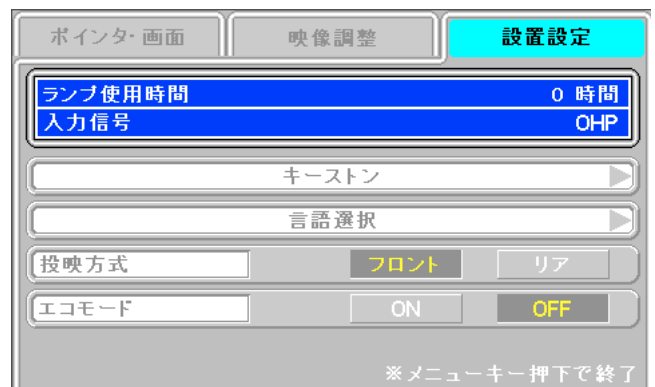 ポインタ・画面 映像調整 設置設定
ランプ使用時間 0 時間
入力信号 OHP
キーストン
言語選択
投映方式 フロント リア
エコモード ON OFF
※メニューキー押下で終了